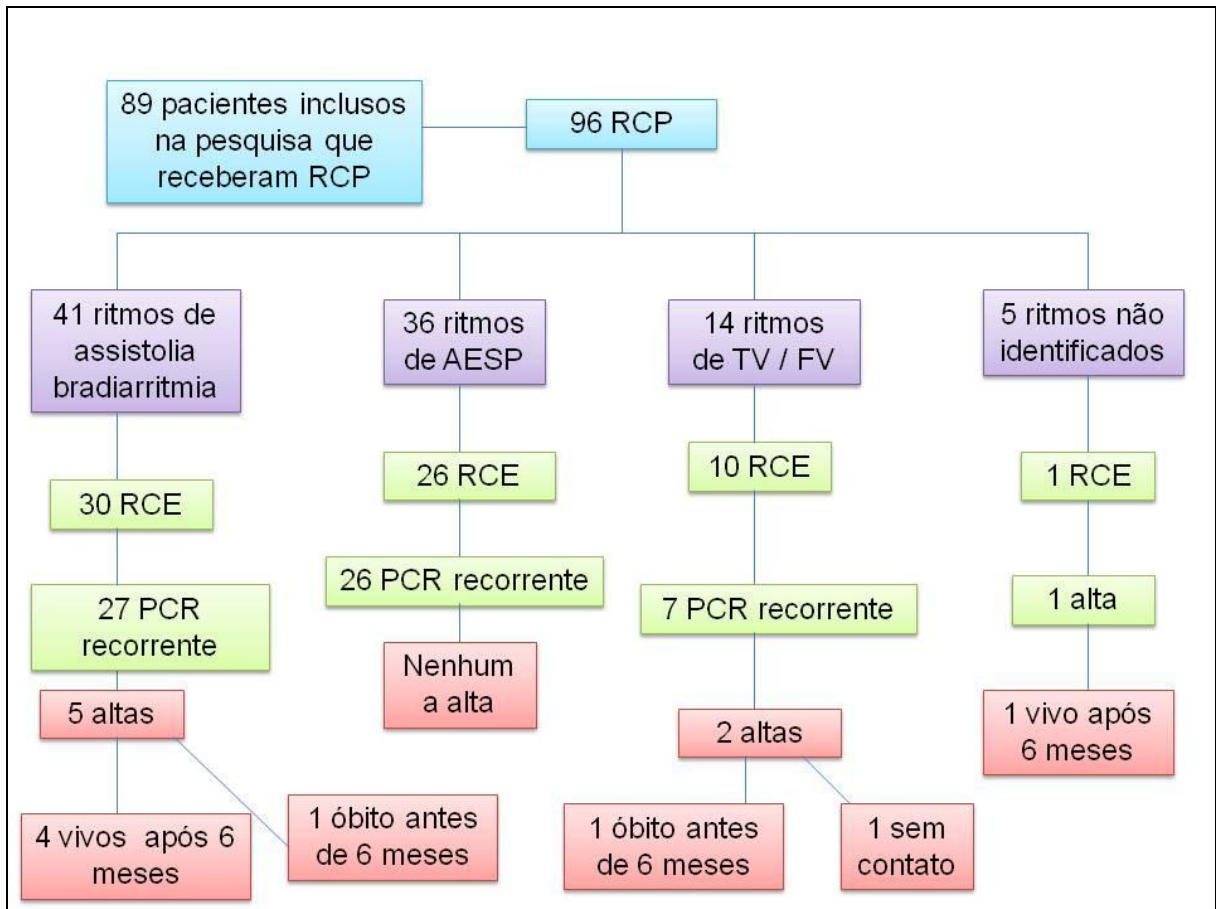 89 pacientes inclusos
na pesquisa que
receberam RCP
96 RCP
41 ritmos de
assistolia
bradiarritmia
36 ritmos
de AESP
14 ritmos
de TV / FV
5 ritmos não
identificados
30 RCE
26 RCE
10 RCE
1 RCE
27 PCR
recorrente
26 PCR recorrente
7 PCR recorrente
1 alta
5 altas
Nenhum
a alta
2 altas
1 vivo após
6 meses
4 vivos após 6
meses
1 óbito antes
de 6 meses
1 óbito antes
de 6 meses
1 sem
contato